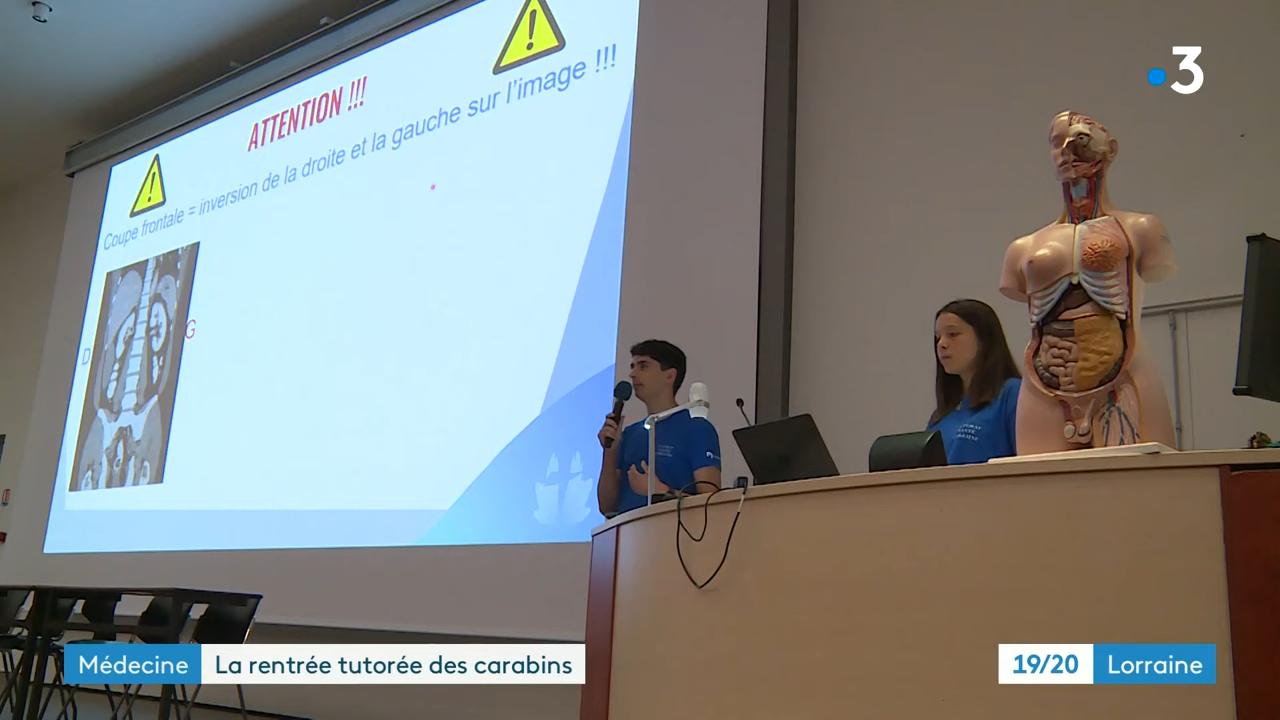 3
ATTENTION !!!
Coupe frontale = inversion de la droite et la gauche sur l'image !!!
D
G
Médecine
La rentrée tutorée des carabins
19/20
Lorraine